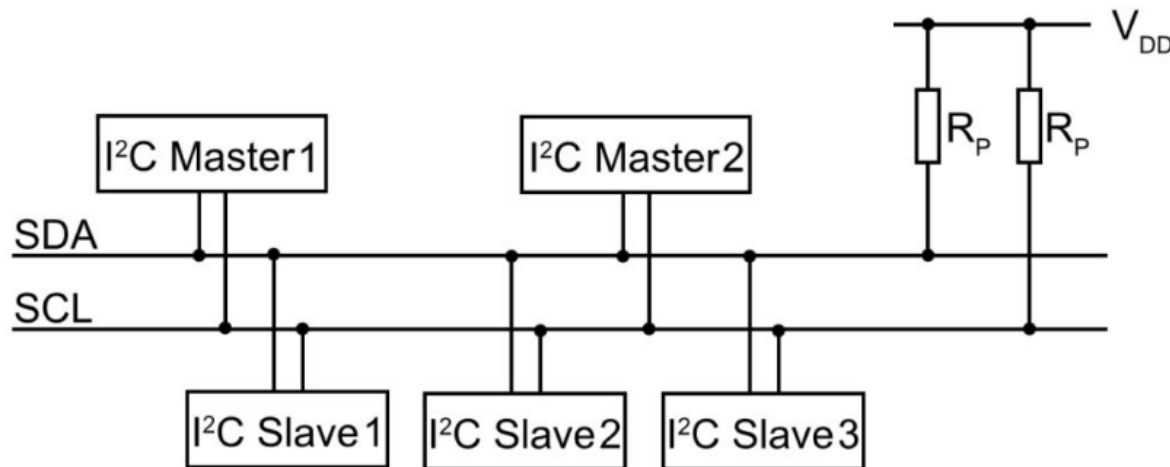 V_DD
I²C Master1
I²C Master2
R_P
R_P
SDA
SCL
I²C Slave1
I²C Slave2
I²C Slave3